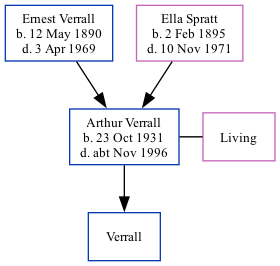 Ernest Verrall
b. 12 May 1890
d. 3 Apr 1969
Ella Spratt
b. 2 Feb 1895
d. 10 Nov 1971
Arthur Verrall
b. 23 Oct 1931
d. abt Nov 1996
Living
Verrall